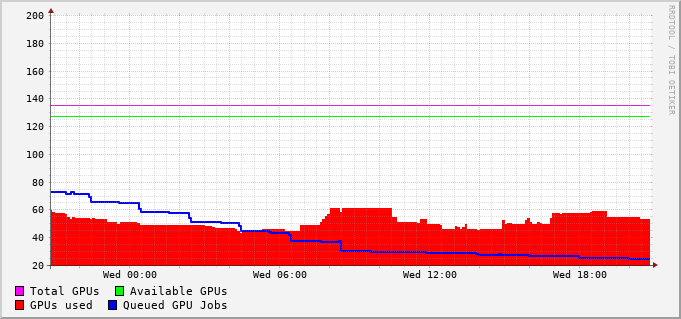 200
180
160
140
120
100
80
60
40
20
Wed 00:00 Wed 06:00 Wed 12:00 Wed 18:00
Total GPUs Available GPUs
GPUs used Queued GPU Jobs
RRDTOOL / TOBI OETIKER